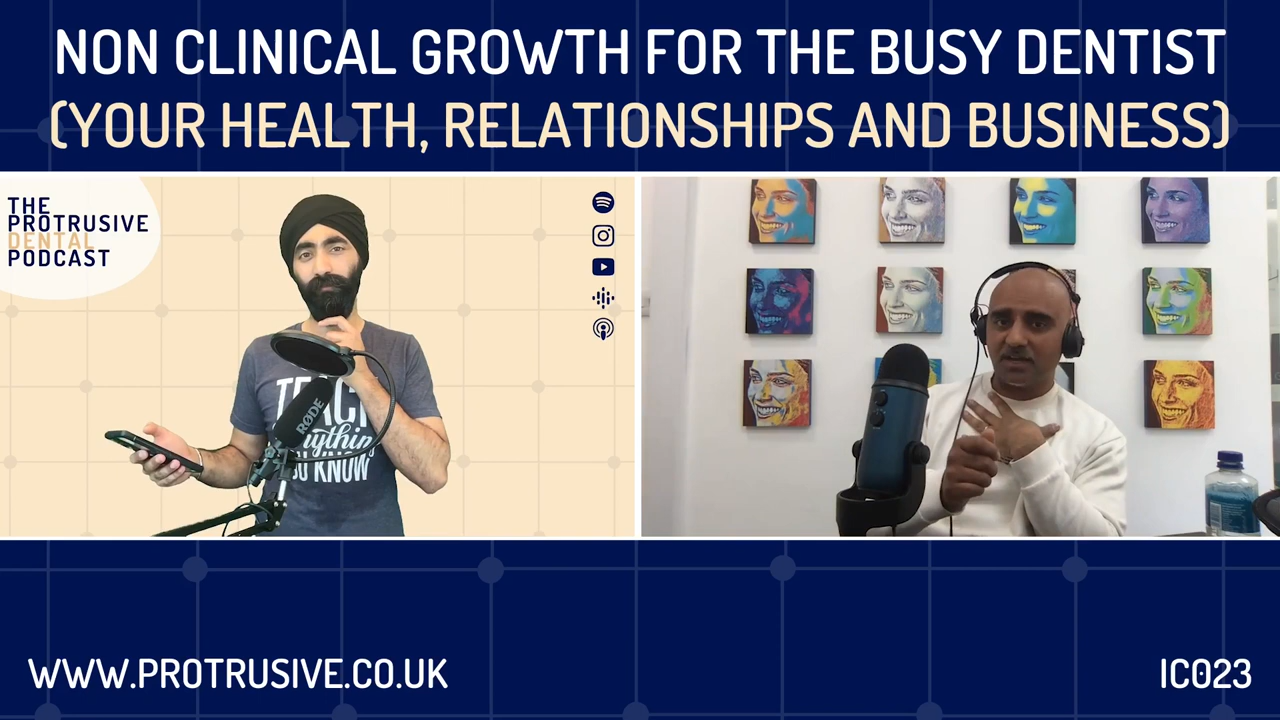 NON CLINICAL GROWTH FOR THE BUSY DENTIST
(YOUR HEALTH, RELATIONSHIPS AND BUSINESS)
THE
PROTRUSIVE
DENTAL
PODCAST
RØDE
KNOW
WWW.PROTRUSIVE.CO.UK
IC023